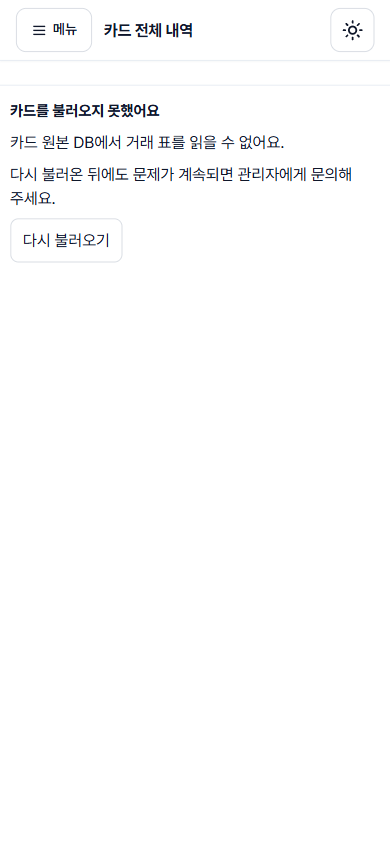 메뉴
카드 전체 내역
카드를 불러오지 못했어요
카드 원본 DB에서 거래 표를 읽을 수 없어요.
다시 불러온 뒤에도 문제가 계속되면 관리자에게 문의해
주세요.
다시 불러오기